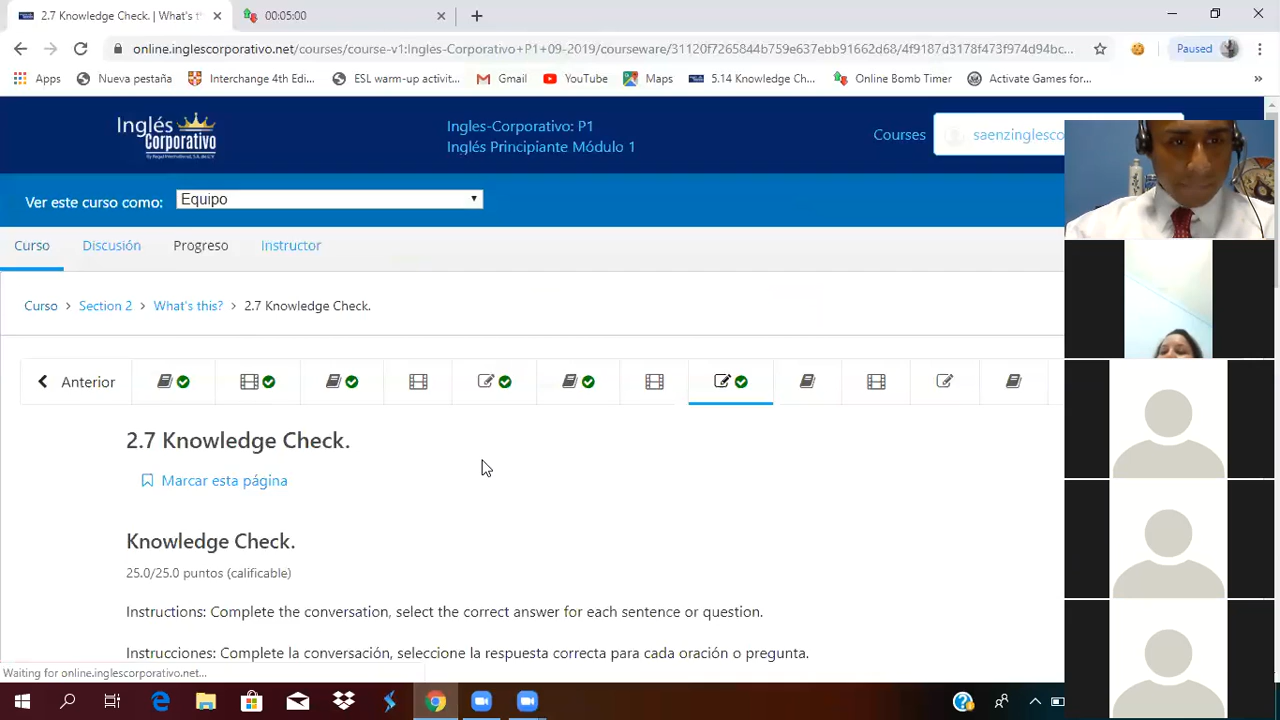 2.7 Knowledge Check. | What's th
00:05:00
online.inglescorporativo.net/courses/course-v1:Ingles-Corporativo+P1+09-2019/courseware/31120f7265844b759e637ebb91662d68/4f9187d3178f473f974d94bc...
Paused
Apps
Nueva pestaña
Interchange 4th Edi...
ESL warm-up activit...
Gmail
YouTube
Maps
5.14 Knowledge Ch...
Online Bomb Timer
Activate Games for...
»
Inglés
Corporativo
Ingles-Corporativo: P1
Inglés Principiante Módulo 1
Courses
saenzinglesco
Ver este curso como:
Equipo
Curso
Discusión
Progreso
Instructor
Curso > Section 2 > What's this? > 2.7 Knowledge Check.
Anterior
2.7 Knowledge Check.
Marcar esta página
Knowledge Check.
25.0/25.0 puntos (calificable)
Instructions: Complete the conversation, select the correct answer for each sentence or question.
Instrucciones: Complete la conversación, seleccione la respuesta correcta para cada oración o pregunta.
Waiting for online.inglescorporativo.net...